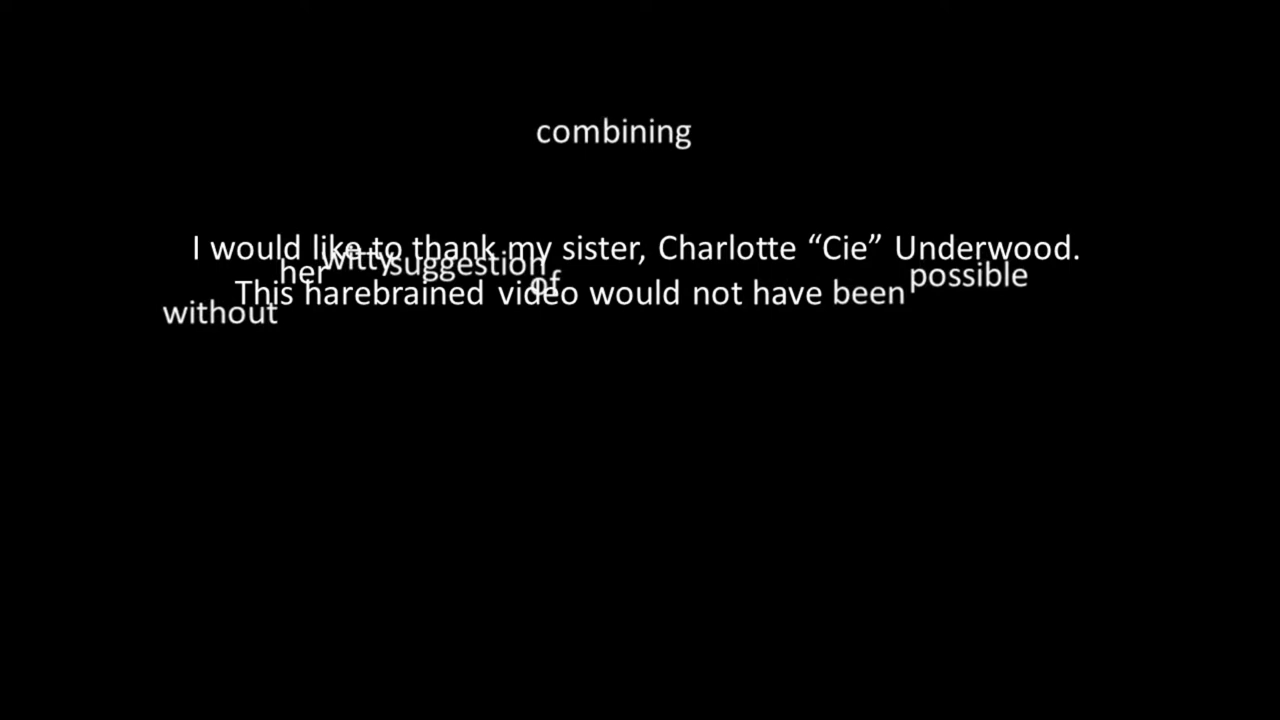 combining
I would like to thank my sister, Charlotte “Cie” Underwood.
This harebrained video would not have been possible
without her witty suggestion of